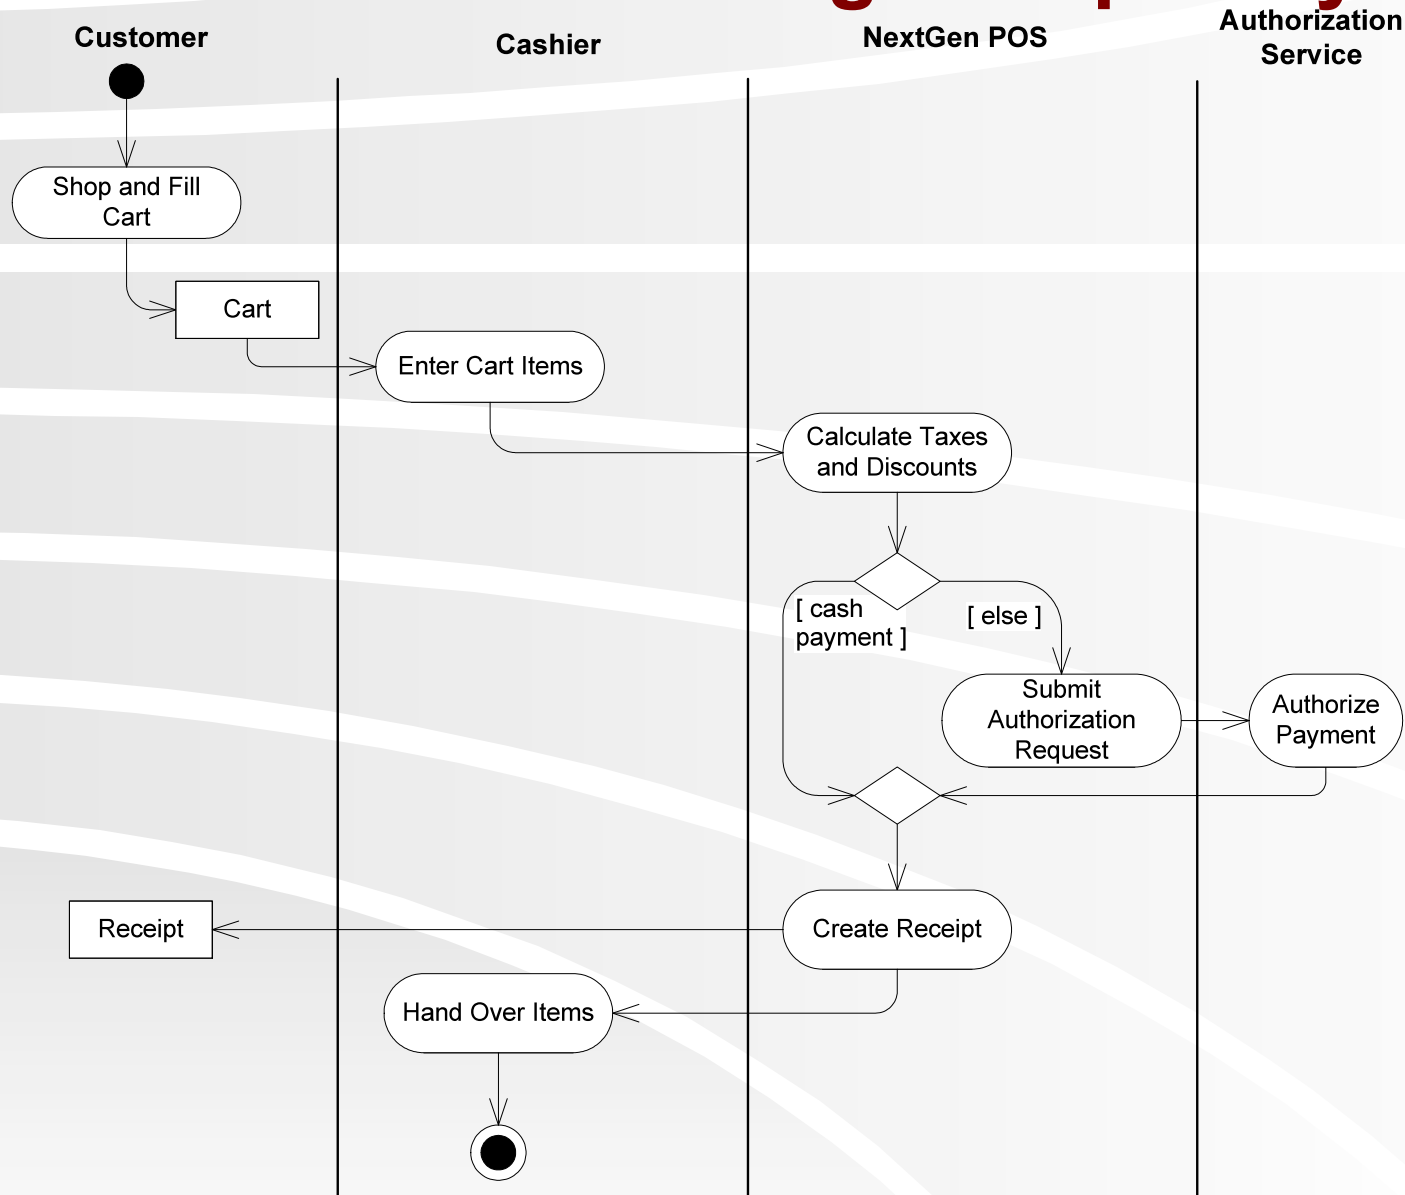 Customer
Cashier
NextGen POS
Authorization
Service
Shop and Fill
Cart
Cart
Enter Cart Items
Calculate Taxes
and Discounts
[ cash
payment ]
[ else ]
Submit
Authorization
Request
Authorize
Payment
Receipt
Create Receipt
Hand Over Items